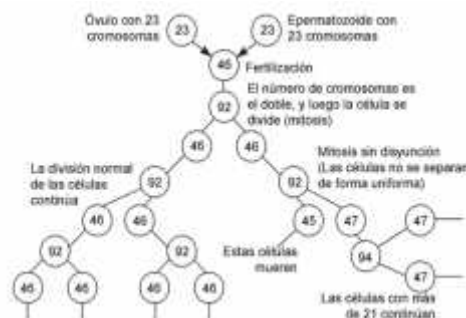 Óvulo con 23
cromosomas
Epermatozoide con
23 cromosomas
23
23
46
Fertilización
92
El número de cromosomas es
el doble, y luego la célula se
divide (mitosis)
46
46
La división normal
de las células
continúa
92
92
Mitosis sin disyunción
(Las células no se separan
de forma uniforma)
46
46
45
47
47
92
92
94
Estas células
mueren
46
46
46
46
47
Las células con más
de 21 continúan